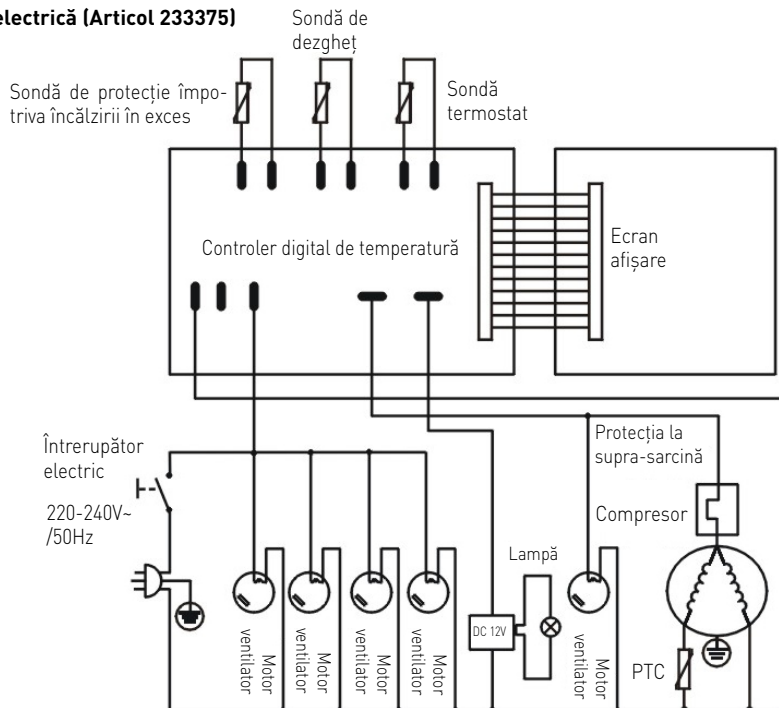 electrică (Articol 233375)
Sondă de
dezgheț
Sondă de protecție împo-
triva încălzirii în exces
Sondă
termostat
Controler digital de temperatură
Ecran
afișare
Întrerupător
electric
220-240V~
/50Hz
Protecția la
supra-sarcină
Compresor
Lampă
DC 12V
Motor
ventilator
Motor
ventilator
Motor
ventilator
Motor
ventilator
Motor
ventilator
PTC